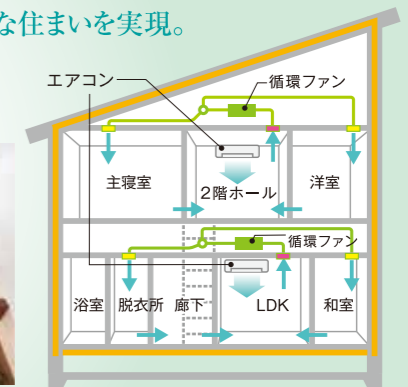 な住まいを実現。
エアコン
循環ファン
主寝室
2階ホール
洋室
循環ファン
浴室
脱衣所
廊下
LDK
和室